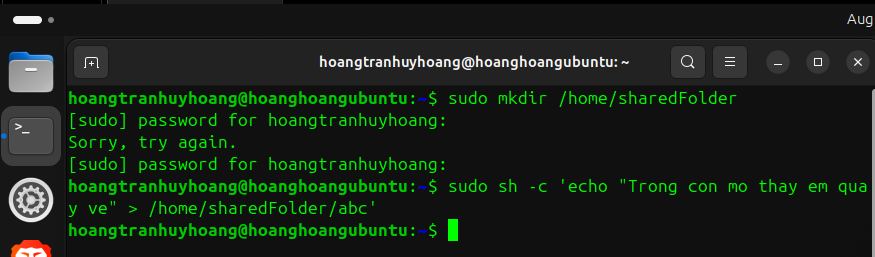 Aug
hoangtranhuyhoang@hoanghoangubuntu: ~
hoangtranhuyhoang@hoanghoangubuntu:~$ sudo mkdir /home/sharedFolder
[sudo] password for hoangtranhuyhoang:
Sorry, try again.
[sudo] password for hoangtranhuyhoang:
hoangtranhuyhoang@hoanghoangubuntu:~$ sudo sh -c 'echo "Trong con mo thay em qua
y ve" > /home/sharedFolder/abc'
hoangtranhuyhoang@hoanghoangubuntu:~$